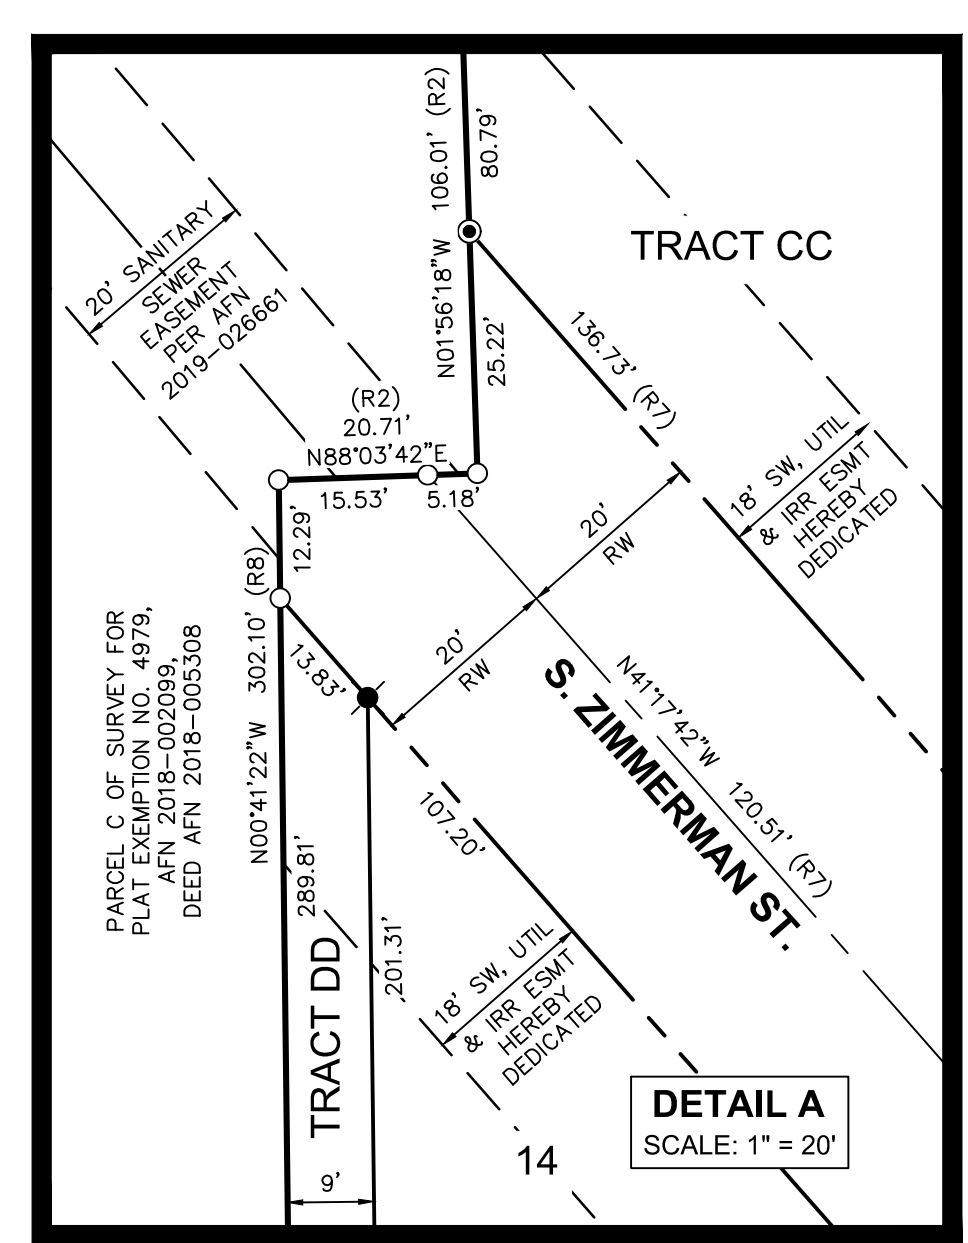 106.01' (R2)
80.79'
N01°56'18"W
25.22'
TRACT CC
20' SANITARY
SEWER
EASEMENT
PER AFN
2019-026661
136.73' (R7)
(R2)
20.71'
N88°03'42"E
15.53'
5.18'
12.29'
18' SW, UTIL
& IRR ESMT
HEREBY
DEDICATED
20'
RW
20'
RW
PARCEL C OF SURVEY FOR
PLAT EXEMPTION NO. 4979,
AFN 2018-002099,
DEED AFN 2018-005308
N00°41'22"W 302.10' (R8)
13.83'
S. ZIMMERMAN ST.
N41°17'42"W 120.51' (R7)
107.20'
289.81'
201.31'
TRACT DD
18' SW, UTIL
& IRR ESMT
HEREBY
DEDICATED
14
9'
DETAIL A
SCALE: 1" = 20'